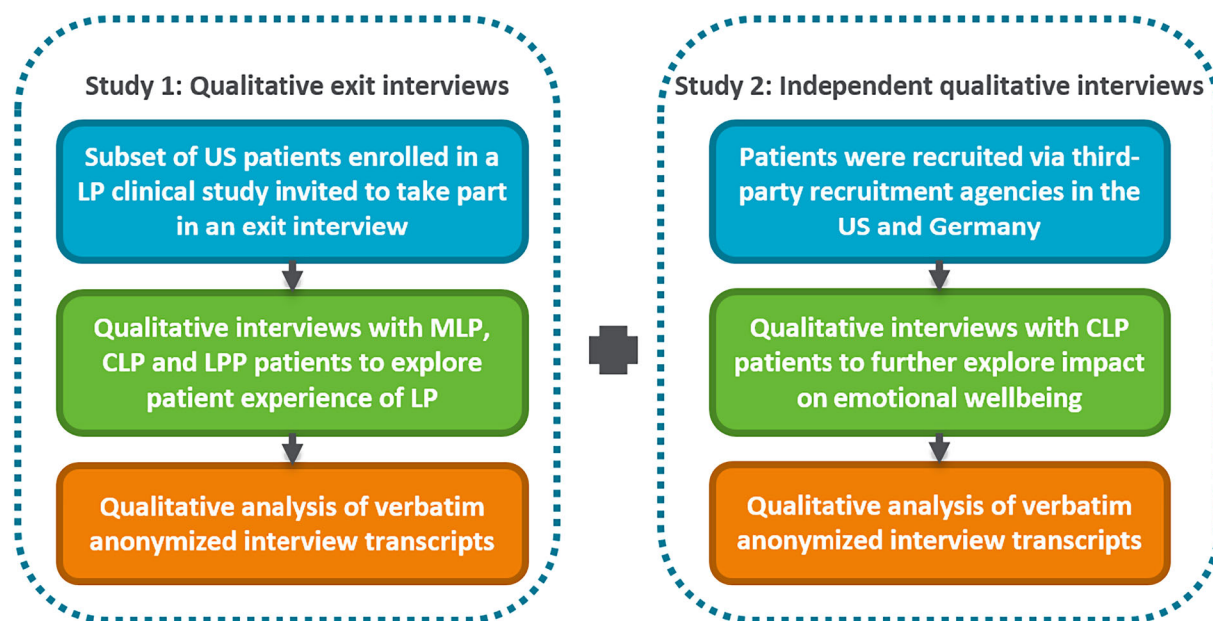 Study 1: Qualitative exit interviews
Subset of US patients enrolled in a
LP clinical study invited to take part
in an exit interview
Qualitative interviews with MLP,
CLP and LPP patients to explore
patient experience of LP
Qualitative analysis of verbatim
anonymized interview transcripts
Study 2: Independent qualitative interviews
Patients were recruited via third-
party recruitment agencies in the
US and Germany
Qualitative interviews with CLP
patients to further explore impact
on emotional wellbeing
Qualitative analysis of verbatim
anonymized interview transcripts